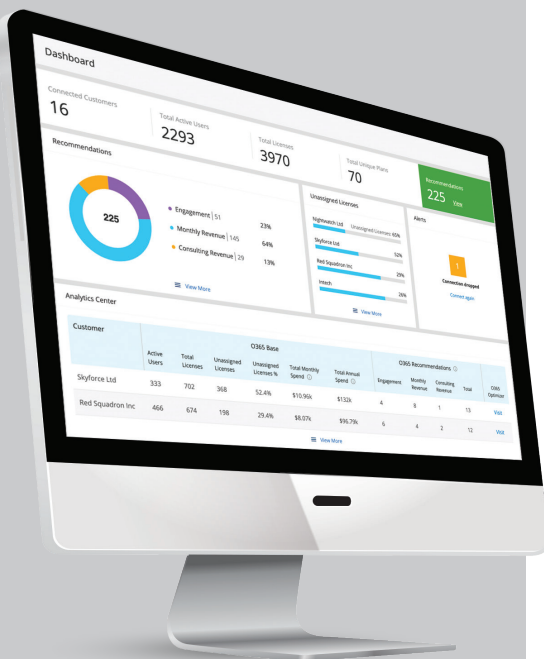 Dashboard
Connected Customers
16
Total Active Users
2293
Total Licenses
3970
Total Unique Plans
70
Recommendations
225 View
Recommendations
225
Engagement | 51 23%
Monthly Revenue | 145 64%
Consulting Revenue | 29 13%
View More
Unassigned Licenses
Nightwatch Ltd Unassigned Licenses: 65%
Skyforce Ltd 52%
Red Squadron Inc 29%
Intech 26%
View More
Alerts
1
Connection dropped
Connect again
Analytics Center
Customer
O365 Base
O365 Recommendations
Active Users
Total Licenses
Unassigned Licenses
Unassigned Licenses %
Total Monthly Spend
Total Annual Spend
Engagement
Monthly Revenue
Consulting Revenue
Total
O365 Optimizer
Skyforce Ltd 333 702 368 52.4% $10.96k $132k 4 8 1 13 Visit
Red Squadron Inc 466 674 198 29.4% $8.07k $96.79k 6 4 2 12 Visit
View More